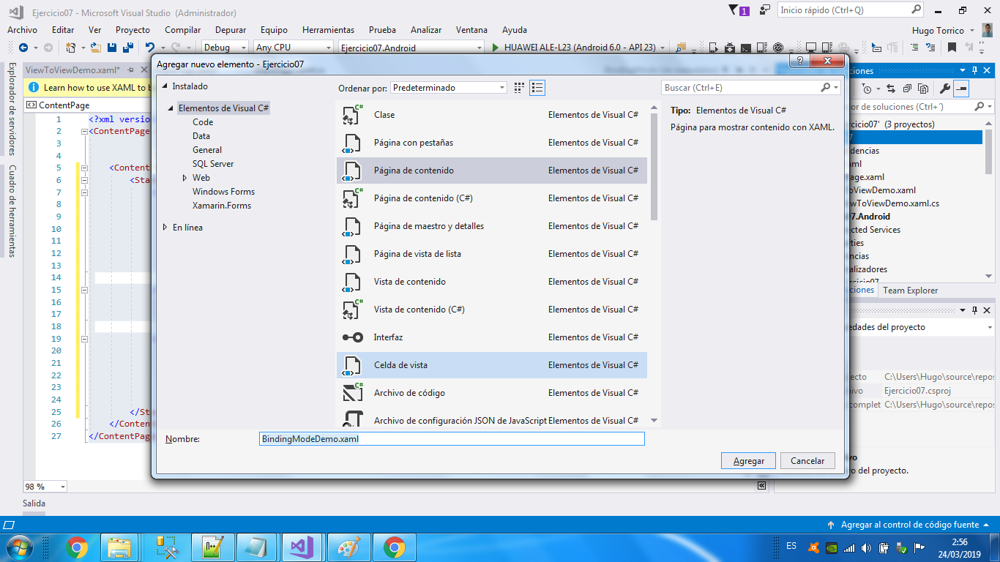 Ejercicio07 - Microsoft Visual Studio (Administrador)
1
Inicio rápido (Ctrl+Q)
Archivo Editar Ver Proyecto Compilar Depurar Equipo Herramientas Prueba Analizar Ventana Ayuda
Hugo Torrico
Debug Any CPU Ejercicio07.Android HUAWEI ALE-L23 (Android 6.0 - API 23)
Explorador de servidores
Cuadro de herramientas
ViewToViewDemo.xaml*
Learn how to use XAML to b
ContentPage
1 <?xml versio
2 <ContentPage
3
4
5 <Content
6 <Sta
7
8
9
10
11
12
13
14
15
16
17
18
19
20
21
22
23
24
25 </Sta
26 </Conten
27 </ContentPage
98 %
Salida
Agregar nuevo elemento - Ejercicio07
Instalado
Elementos de Visual C#
Code
Data
General
SQL Server
Web
Windows Forms
Xamarin.Forms
En línea
Ordenar por: Predeterminado
Buscar (Ctrl+E)
Clase Elementos de Visual C#
Página con pestañas Elementos de Visual C#
Página de contenido Elementos de Visual C#
Página de contenido (C#) Elementos de Visual C#
Página de maestro y detalles Elementos de Visual C#
Página de vista de lista Elementos de Visual C#
Vista de contenido Elementos de Visual C#
Vista de contenido (C#) Elementos de Visual C#
Interfaz Elementos de Visual C#
Celda de vista Elementos de Visual C#
Archivo de código Elementos de Visual C#
Archivo de configuración JSON de JavaScript Elementos de Visual C#
Tipo: Elementos de Visual C#
Página para mostrar contenido con XAML.
Nombre: BindingModeDemo.xaml
Agregar Cancelar
ciones
or de soluciones (Ctrl+´)
rcicio07' (3 proyectos)
7
dencias
aml
age.xaml
oViewDemo.xaml
wToViewDemo.xaml.cs
7.Android
cted Services
ties
ncias
alizadores
rcicio07
ciones Team Explorer
edades del proyecto
ecto C:\Users\Hugo\source\repos
ivo Ejercicio07.csproj
complet C:\Users\Hugo\source\repos
vo
vo del proyecto.
Agregar al control de código fuente
ES
2:56
24/03/2019